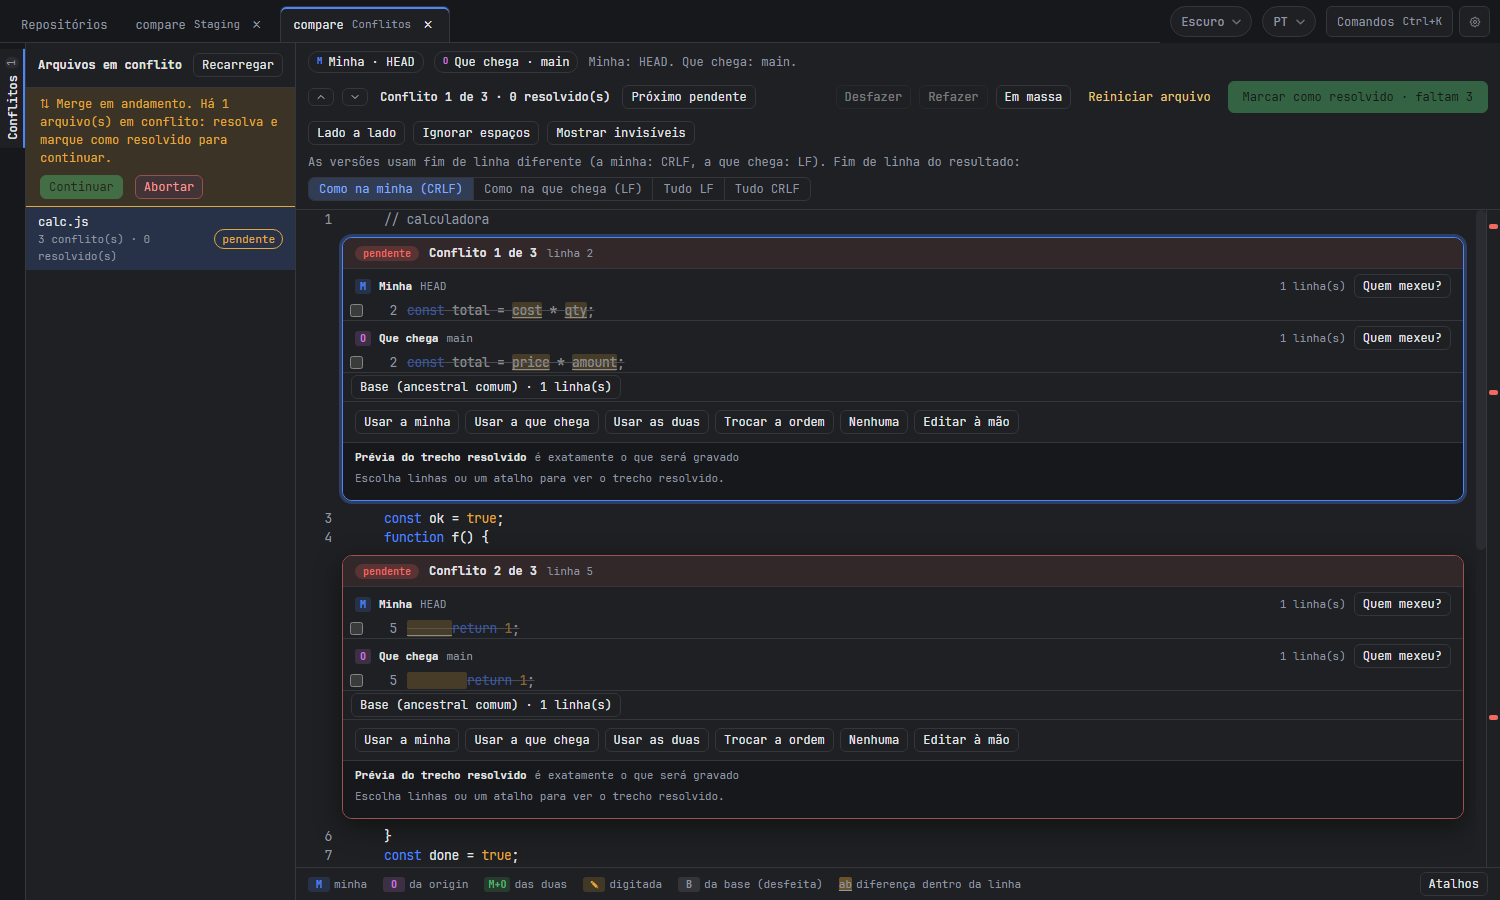 Repositórios
compare Staging ×
compare Conflitos ×
Escuro
PT
Comandos Ctrl+K
Conflitos 1
Arquivos em conflito
Recarregar
Merge em andamento. Há 1
arquivo(s) em conflito: resolva e
marque como resolvido para
continuar.
Continuar
Abortar
calc.js
3 conflito(s) · 0
resolvido(s)
pendente
M Minha · HEAD
O Que chega · main
Minha: HEAD. Que chega: main.
Conflito 1 de 3 · 0 resolvido(s)
Próximo pendente
Desfazer
Refazer
Em massa
Reiniciar arquivo
Marcar como resolvido · faltam 3
Lado a lado
Ignorar espaços
Mostrar invisíveis
As versões usam fim de linha diferente (a minha: CRLF, a que chega: LF). Fim de linha do resultado:
Como na minha (CRLF)
Como na que chega (LF)
Tudo LF
Tudo CRLF
1 // calculadora
pendente Conflito 1 de 3 linha 2
M Minha HEAD 1 linha(s) Quem mexeu?
2 const total = cost * qty;
O Que chega main 1 linha(s) Quem mexeu?
2 const total = price * amount;
Base (ancestral comum) · 1 linha(s)
Usar a minha
Usar a que chega
Usar as duas
Trocar a ordem
Nenhuma
Editar à mão
Prévia do trecho resolvido é exatamente o que será gravado
Escolha linhas ou um atalho para ver o trecho resolvido.
3 const ok = true;
4 function f() {
pendente Conflito 2 de 3 linha 5
M Minha HEAD 1 linha(s) Quem mexeu?
5 return 1;
O Que chega main 1 linha(s) Quem mexeu?
5 return 1;
Base (ancestral comum) · 1 linha(s)
Usar a minha
Usar a que chega
Usar as duas
Trocar a ordem
Nenhuma
Editar à mão
Prévia do trecho resolvido é exatamente o que será gravado
Escolha linhas ou um atalho para ver o trecho resolvido.
6 }
7 const done = true;
M minha
O da origin
M+O das duas
digitada
B da base (desfeita)
ab diferença dentro da linha
Atalhos